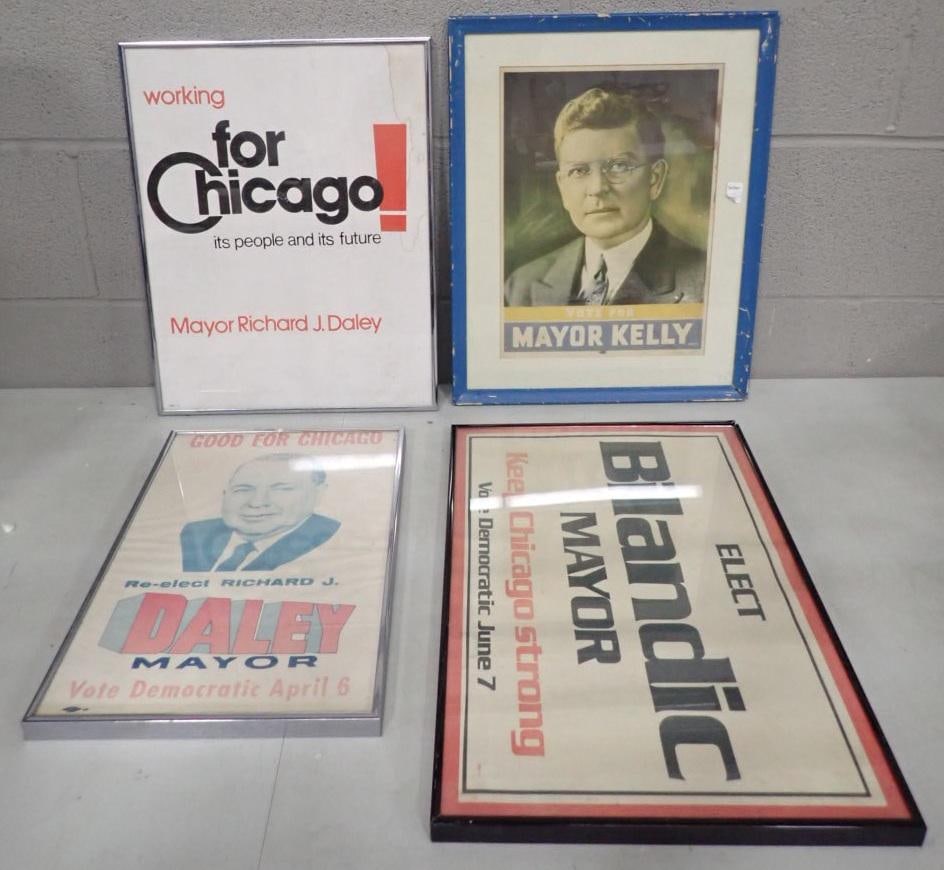 working
for
Chicago!
its people and its future
Mayor Richard J. Daley
VOTE FOR
MAYOR KELLY
GOOD FOR CHICAGO
Re-elect RICHARD J.
DALEY
MAYOR
Vote Democratic April 6
ELECT
Bilandic
MAYOR
Keep Chicago strong
Vote Democratic June 7